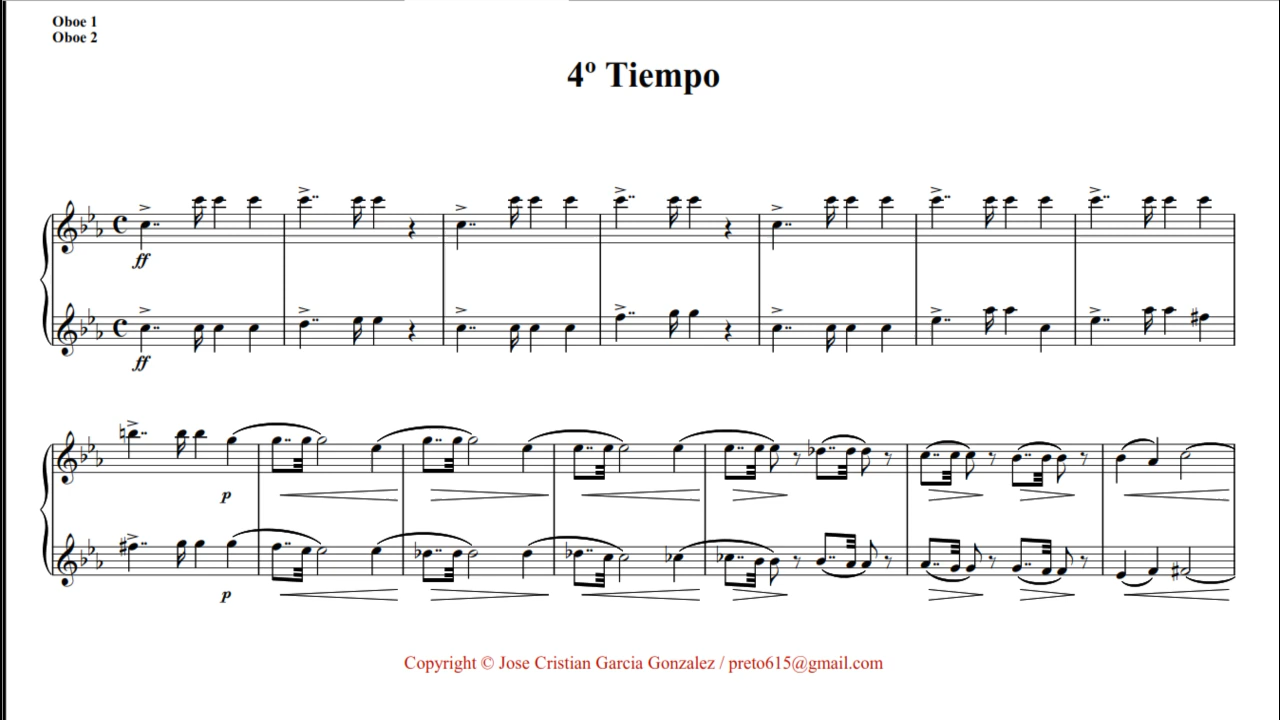 Oboe 1
Oboe 2
4º Tiempo
ff
ff
p
p
Copyright © Jose Cristian Garcia Gonzalez / preto615@gmail.com